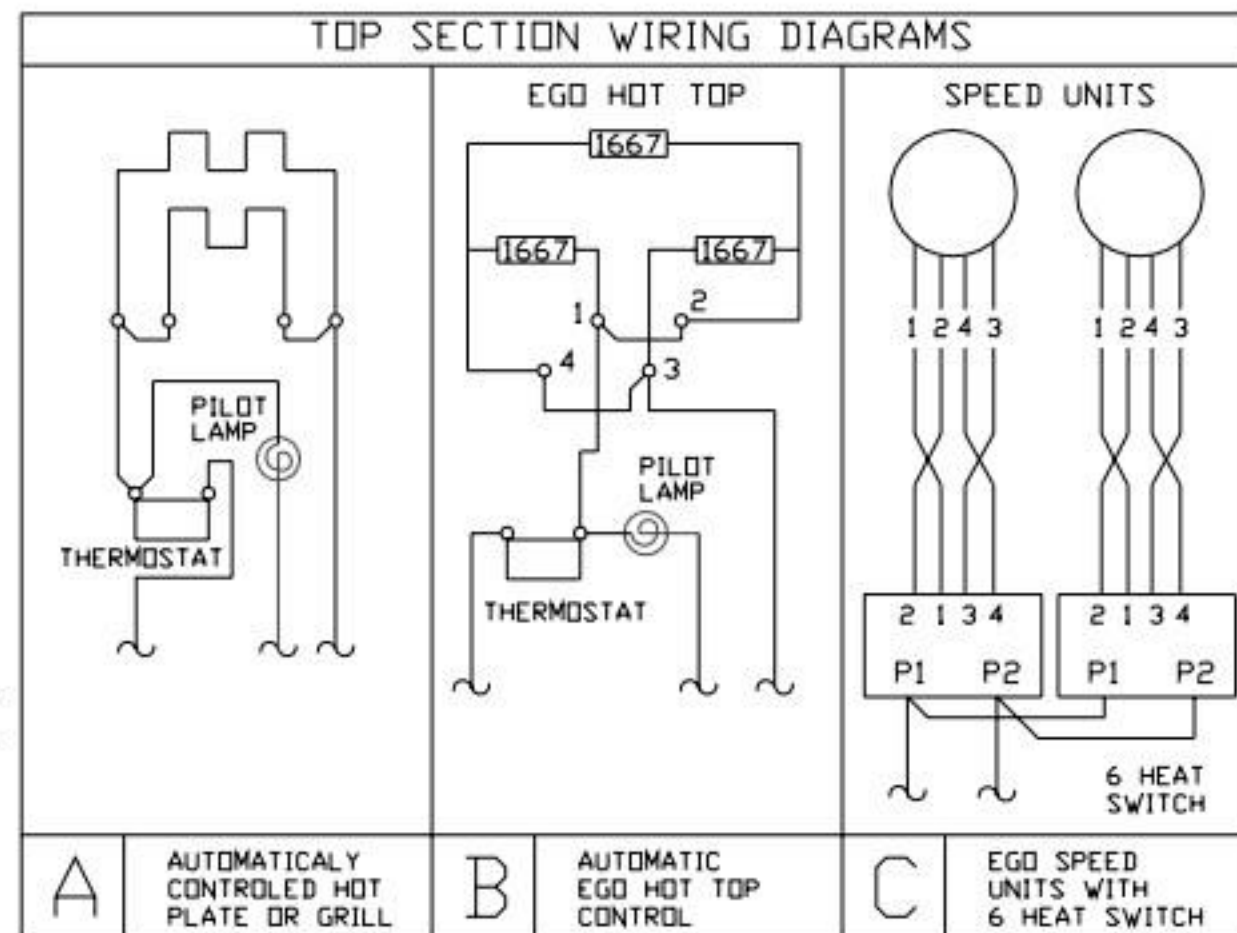 TOP SECTION WIRING DIAGRAMS
PILOT
LAMP
THERMOSTAT
A
AUTOMATICALY
CONTROLED HOT
PLATE OR GRILL
EGO HOT TOP
1667
1667 1667
1 2
4 3
PILOT
LAMP
THERMOSTAT
B
AUTOMATIC
EGO HOT TOP
CONTROL
SPEED UNITS
1 2 4 3 1 2 4 3
2 1 3 4 2 1 3 4
P1 P2 P1 P2
6 HEAT
SWITCH
C
EGO SPEED
UNITS WITH
6 HEAT SWITCH